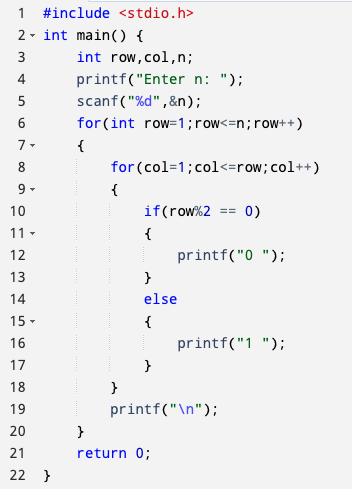 1 #include <stdio.h>
2 int main() {
3     int row,col,n;
4     printf("Enter n: ");
5     scanf("%d",&n);
6     for(int row=1;row<=n;row++)
7     {
8         for(col=1;col<=row;col++)
9         {
10             if(row%2 == 0)
11             {
12                 printf("0 ");
13             }
14             else
15             {
16                 printf("1 ");
17             }
18         }
19         printf("\n");
20     }
21     return 0;
22 }